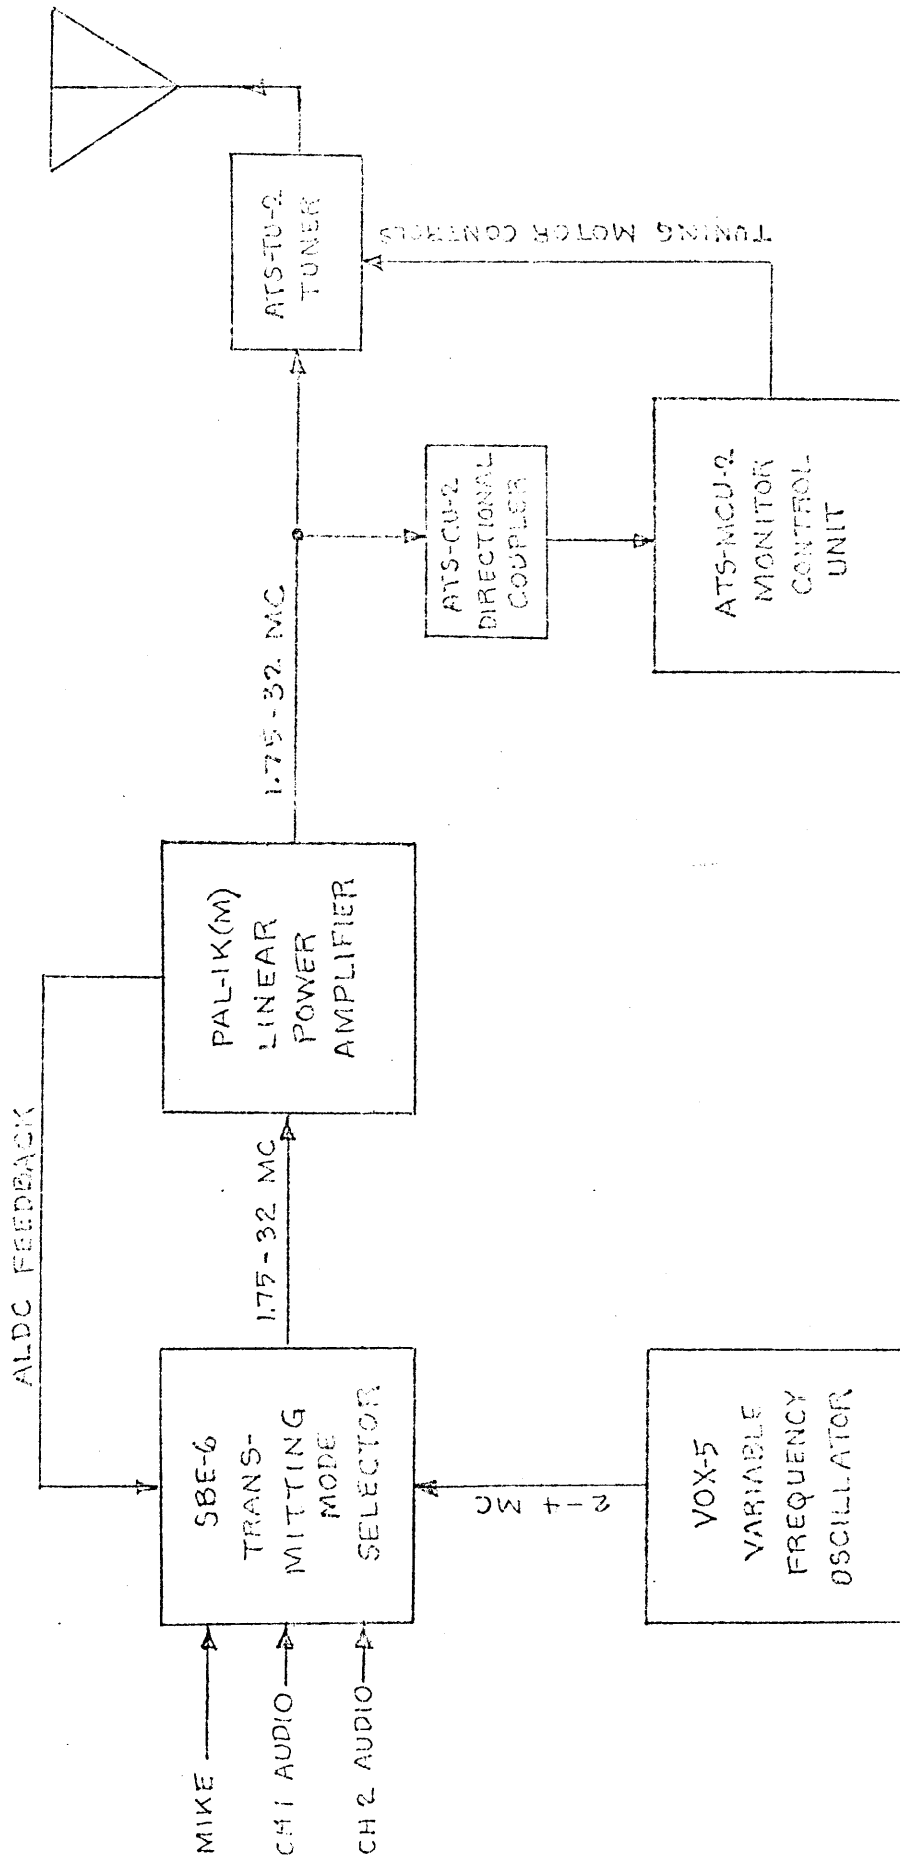 ALDC FEEDBACK
MIKE
CH 1 AUDIO
CH 2 AUDIO
SBE-6
TRANS-
MITTING
MODE
SELECTOR
1.75-32 MC
PAL-1K(M)
LINEAR
POWER
AMPLIFIER
1.75-32 MC
ATS-TU-2
TUNER
2-4 MC
VOX-5
VARIABLE
FREQUENCY
OSCILLATOR
ATS-CU-2
DIRECTIONAL
COUPLER
ATS-MCU-2
MONITOR
CONTROL
UNIT
TUNING MOTOR CONTROLS